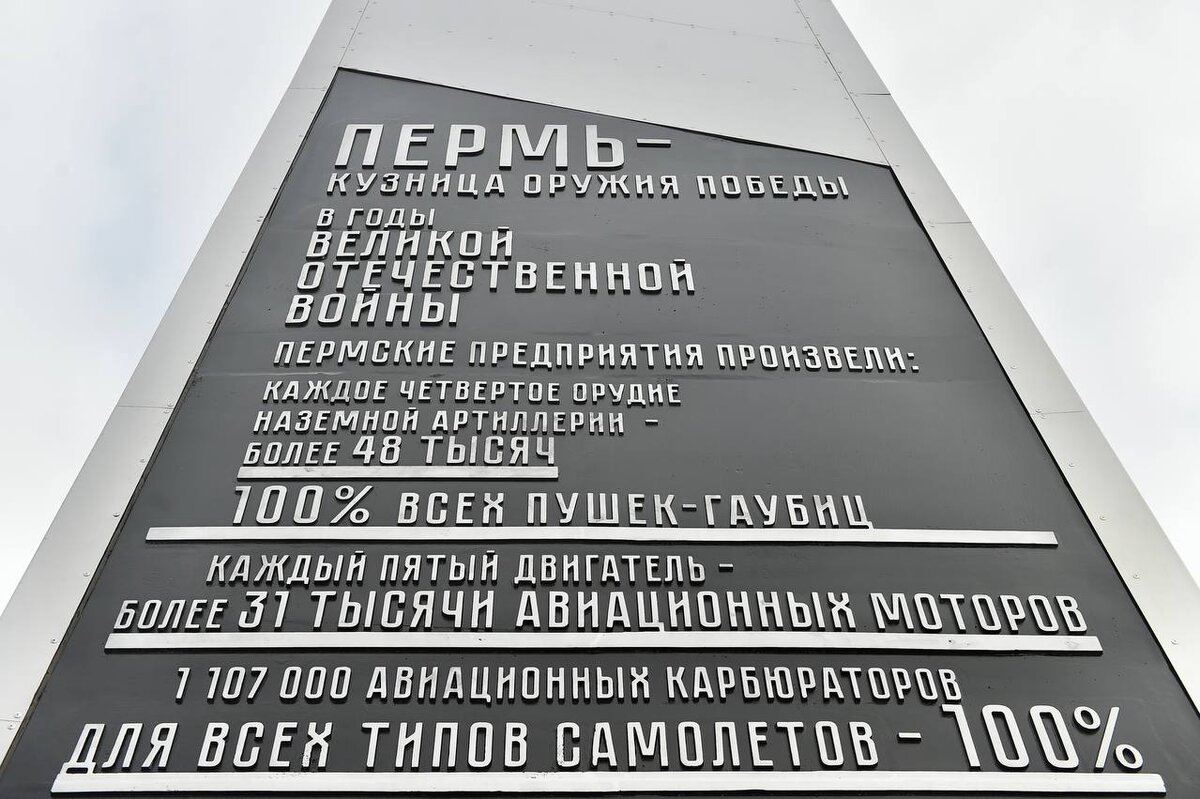 ПЕРМЬ–
КУЗНИЦА ОРУЖИЯ ПОБЕДЫ
В ГОДЫ
ВЕЛИКОЙ
ОТЕЧЕСТВЕННОЙ
ВОЙНЫ
ПЕРМСКИЕ ПРЕДПРИЯТИЯ ПРОИЗВЕЛИ:
КАЖДОЕ ЧЕТВЕРТОЕ ОРУДИЕ
НАЗЕМНОЙ АРТИЛЛЕРИИ –
БОЛЕЕ 48 ТЫСЯЧ
100% ВСЕХ ПУШЕК-ГАУБИЦ
КАЖДЫЙ ПЯТЫЙ ДВИГАТЕЛЬ –
БОЛЕЕ 31 ТЫСЯЧИ АВИАЦИОННЫХ МОТОРОВ
1 107 000 АВИАЦИОННЫХ КАРБЮРАТОРОВ
ДЛЯ ВСЕХ ТИПОВ САМОЛЕТОВ – 100%